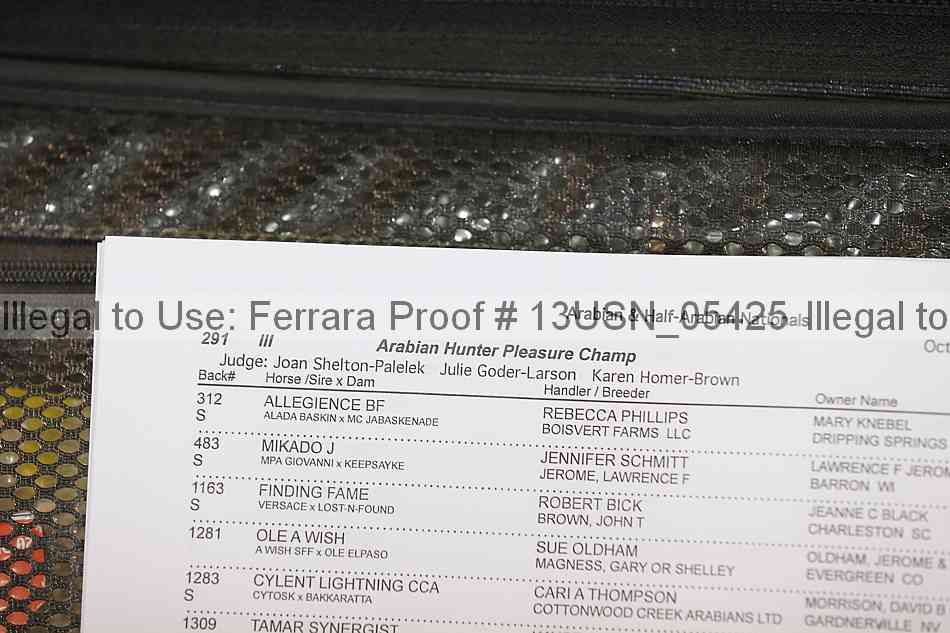 Illegal to Use: Ferrara Proof # 13USN_05425 Illegal to
Arabian & Half-Arabian Nationals
Oct
291 III Arabian Hunter Pleasure Champ
Judge: Joan Shelton-Palelek Julie Goder-Larson Karen Homer-Brown
Back# Horse /Sire x Dam Handler / Breeder Owner Name
312 ALLEGIENCE BF REBECCA PHILLIPS MARY KNEBEL
S ALADA BASKIN x MC JABASKENADE BOISVERT FARMS LLC DRIPPING SPRINGS
483 MIKADO J JENNIFER SCHMITT LAWRENCE F JERO
S MPA GIOVANNI x KEEPSAYKE JEROME, LAWRENCE F BARRON WI
1163 FINDING FAME ROBERT BICK JEANNE C BLACK
S VERSACE x LOST-N-FOUND BROWN, JOHN T CHARLESTON SC
1281 OLE A WISH SUE OLDHAM OLDHAM, JEROME &
A WISH SFF x OLE ELPASO MAGNESS, GARY OR SHELLEY EVERGREEN CO
1283 CYLENT LIGHTNING CCA CARI A THOMPSON MORRISON, DAVID B
S CYTOSK x BAKKARATTA COTTONWOOD CREEK ARABIANS LTD GARDNERVILLE NV
1309 TAMAR SYNERGIST